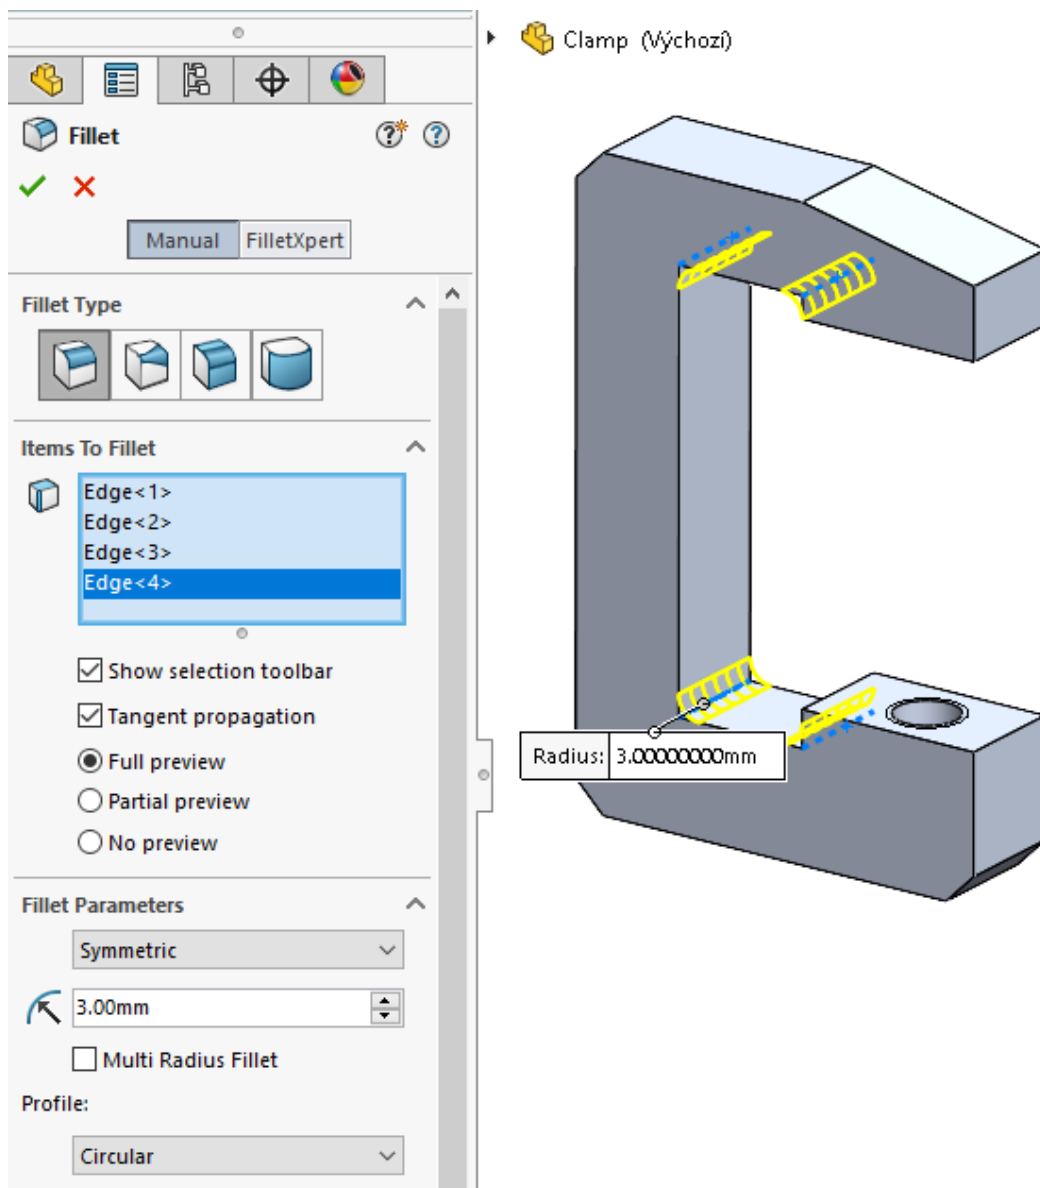 Clamp (Výchozí)
Fillet
Manual
FilletXpert
Fillet Type
Items To Fillet
Edge<1>
Edge<2>
Edge<3>
Edge<4>
Show selection toolbar
Tangent propagation
Full preview
Partial preview
No preview
Radius: 3.00000000mm
Fillet Parameters
Symmetric
3.00mm
Multi Radius Fillet
Profile:
Circular